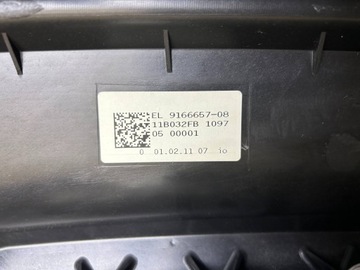 EL 9166657-08
11B032FB 1097
05 00001
0 01.02.11 07 io